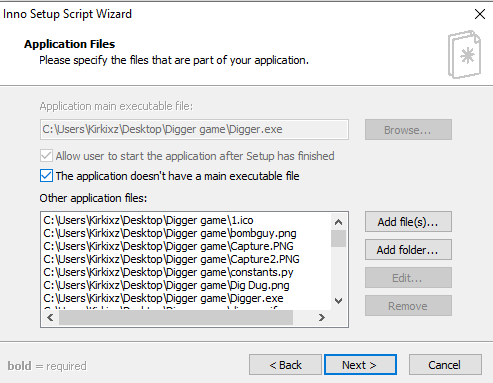 Inno Setup Script Wizard
Application Files
Please specify the files that are part of your application.
Application main executable file:
C:\Users\Kirkixz\Desktop\Digger game\Digger.exe
Browse...
Allow user to start the application after Setup has finished
The application doesn't have a main executable file
Other application files:
C:\Users\Kirkixz\Desktop\Digger game\1.ico
C:\Users\Kirkixz\Desktop\Digger game\bombguy.png
C:\Users\Kirkixz\Desktop\Digger game\Capture.PNG
C:\Users\Kirkixz\Desktop\Digger game\Capture2.PNG
C:\Users\Kirkixz\Desktop\Digger game\constants.py
C:\Users\Kirkixz\Desktop\Digger game\Dig Dug.png
C:\Users\Kirkixz\Desktop\Digger game\Digger.exe
Add file(s)...
Add folder...
Edit...
Remove
bold = required
< Back
Next >
Cancel